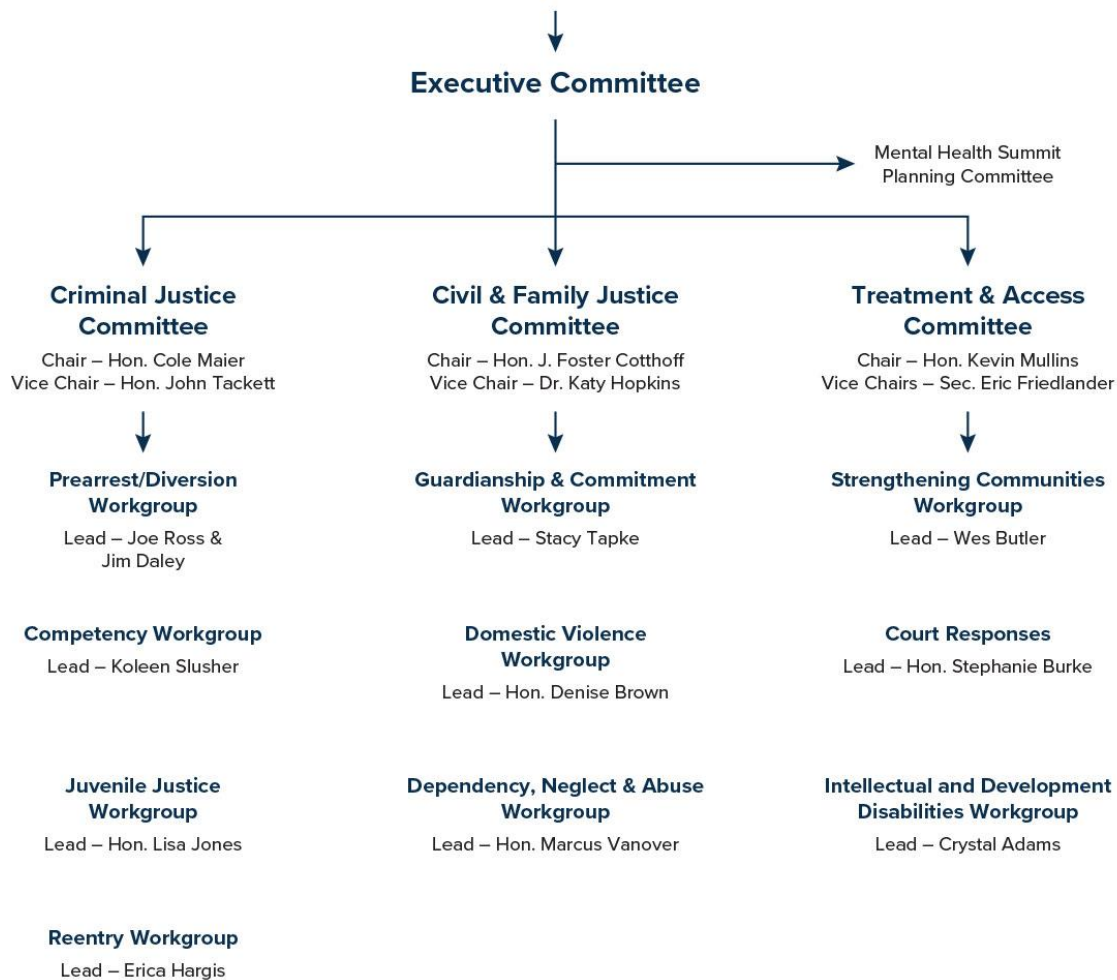 Executive Committee
Mental Health Summit
Planning Committee
Criminal Justice
Committee
Chair – Hon. Cole Maier
Vice Chair – Hon. John Tackett
Civil & Family Justice
Committee
Chair – Hon. J. Foster Cotthoff
Vice Chair – Dr. Katy Hopkins
Treatment & Access
Committee
Chair – Hon. Kevin Mullins
Vice Chairs – Sec. Eric Friedlander
Prearrest/Diversion
Workgroup
Lead – Joe Ross &
Jim Daley
Guardianship & Commitment
Workgroup
Lead – Stacy Tapke
Strengthening Communities
Workgroup
Lead – Wes Butler
Competency Workgroup
Lead – Koleen Slusher
Domestic Violence
Workgroup
Lead – Hon. Denise Brown
Court Responses
Lead – Hon. Stephanie Burke
Juvenile Justice
Workgroup
Lead – Hon. Lisa Jones
Dependency, Neglect & Abuse
Workgroup
Lead – Hon. Marcus Vanover
Intellectual and Development
Disabilities Workgroup
Lead – Crystal Adams
Reentry Workgroup
Lead – Erica Hargis